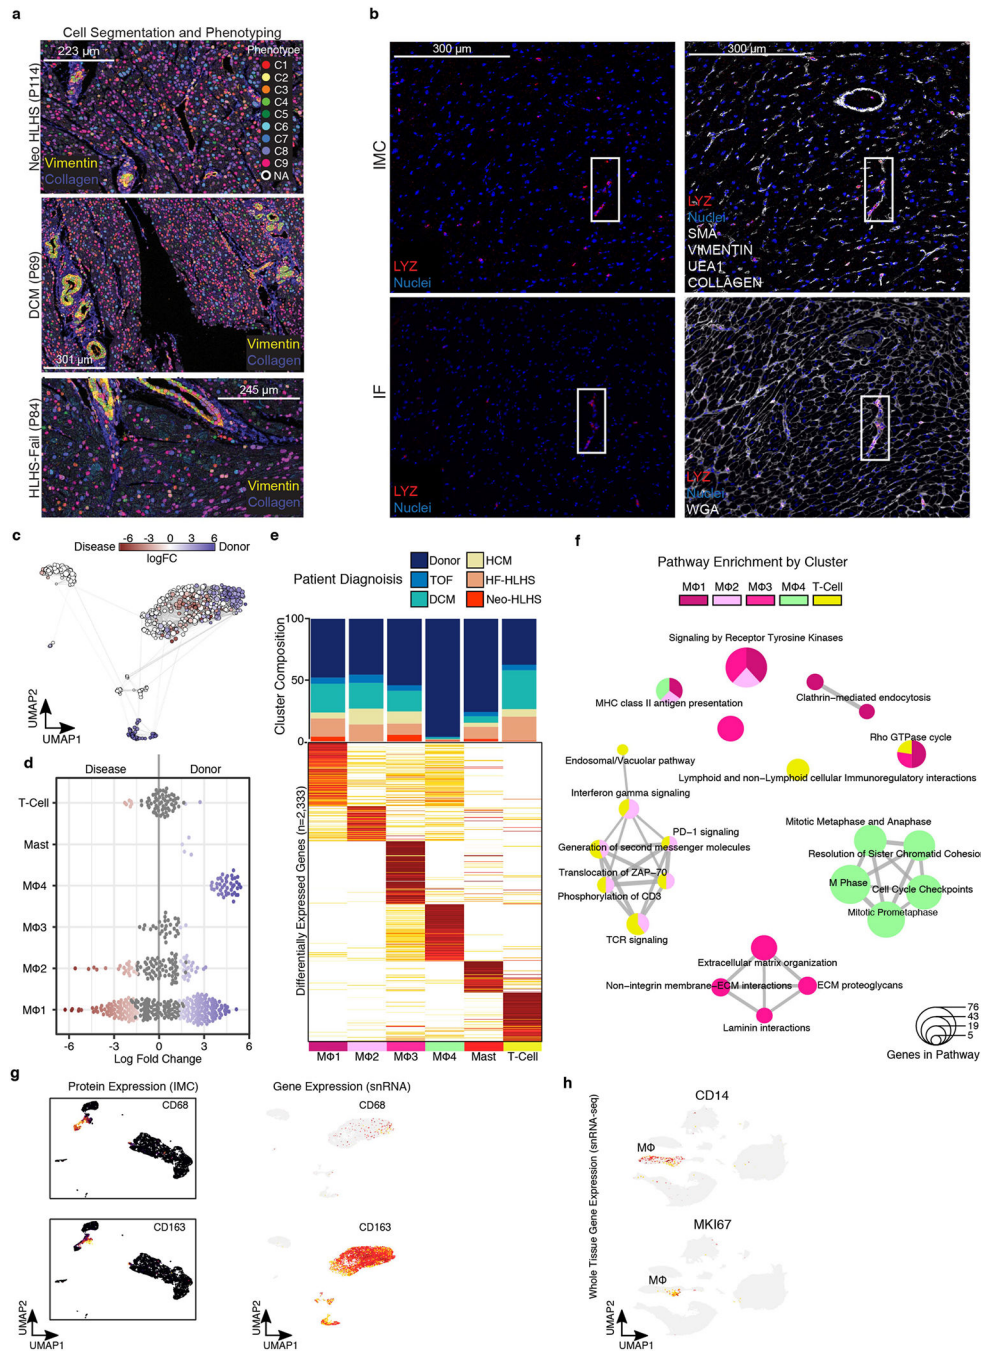 a
Cell Segmentation and Phenotyping
Neo HLHS (P114)
223 µm
Phenotype
C1
C2
C3
C4
C5
C6
C7
C8
C9
NA
Vimentin
Collagen
DCM (P69)
301 µm
Vimentin
Collagen
HLHS-Fail (P84)
245 µm
Vimentin
Collagen
b
IMC
300 µm
LYZ
Nuclei
300 µm
LYZ
Nuclei
SMA
VIMENTIN
UEA1
COLLAGEN
IF
LYZ
Nuclei
LYZ
Nuclei
WGA
c
-6 -3 0 3 6
Disease
Donor
logFC
UMAP2
UMAP1
d
Disease
Donor
T-Cell
Mast
MΦ4
MΦ3
MΦ2
MΦ1
-6 -3 0 3 6
Log Fold Change
e
Patient Diagnoisis
Donor
TOF
DCM
HCM
HF-HLHS
Neo-HLHS
Cluster Composition
100
50
0
Differentially Expressed Genes (n=2,333)
MΦ1 MΦ2 MΦ3 MΦ4 Mast T-Cell
f
Pathway Enrichment by Cluster
MΦ1 MΦ2 MΦ3 MΦ4 T-Cell
Signaling by Receptor Tyrosine Kinases
MHC class II antigen presentation
Clathrin-mediated endocytosis
Rho GTPase cycle
Endosomal/Vacuolar pathway
Lymphoid and non-Lymphoid cellular Immunoregulatory interactions
Interferon gamma signaling
PD-1 signaling
Generation of second messenger molecules
Translocation of ZAP-70
Phosphorylation of CD3
TCR signaling
Mitotic Metaphase and Anaphase
Resolution of Sister Chromatid Cohesion
M Phase
Cell Cycle Checkpoints
Mitotic Prometaphase
Extracellular matrix organization
Non-integrin membrane-ECM interactions
ECM proteoglycans
Laminin interactions
76
43
19
5
Genes in Pathway
g
Protein Expression (IMC)
CD68
CD163
UMAP2
UMAP1
Gene Expression (snRNA)
CD68
CD163
UMAP2
UMAP1
h
Whole Tissue Gene Expression (snRNA-seq)
CD14
MΦ
MKI67
MΦ
UMAP2
UMAP1